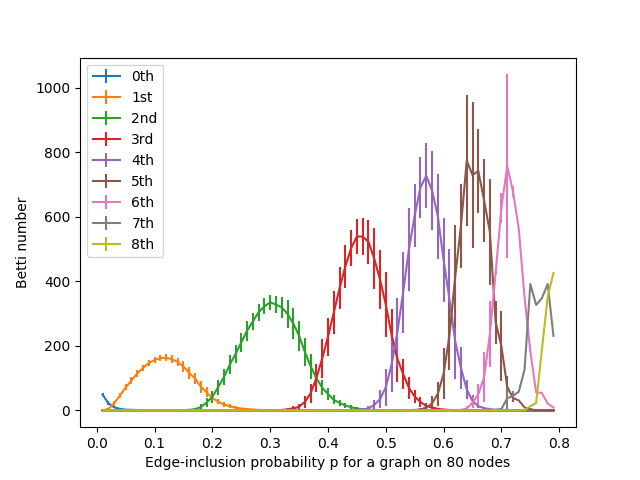 1000
800
600
400
200
0
Betti number
0th
1st
2nd
3rd
4th
5th
6th
7th
8th
0.0 0.1 0.2 0.3 0.4 0.5 0.6 0.7 0.8
Edge-inclusion probability p for a graph on 80 nodes